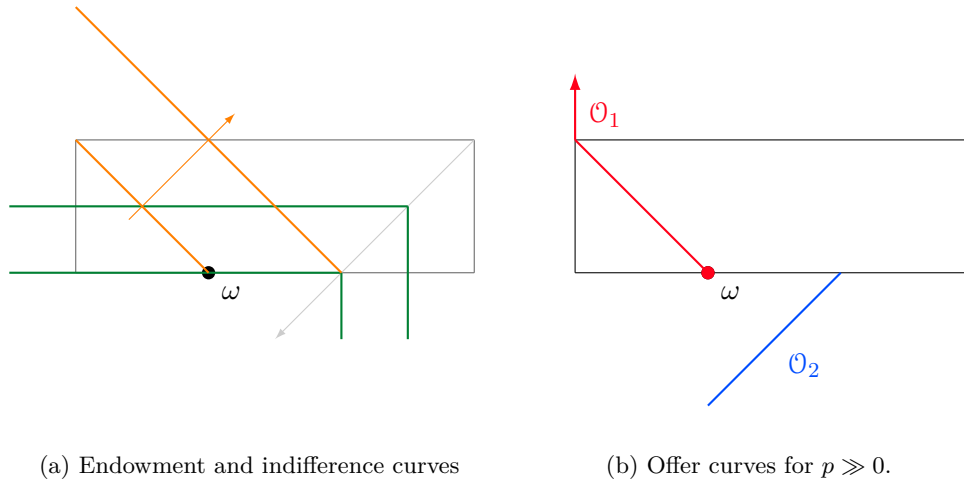 ω
𝒪₁
ω
𝒪₂
(a) Endowment and indifference curves
(b) Offer curves for p ≫ 0.